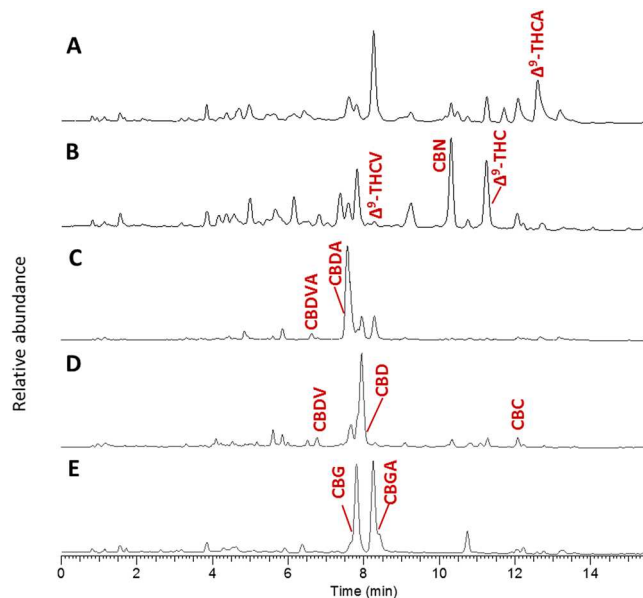 A
Δ⁹-THCA
B
Δ⁹-THCV
CBN
Δ⁹-THC
C
CBDVA
CBDA
D
CBDV
CBD
CBC
E
CBG
CBGA
Relative abundance
0 2 4 6 8 10 12 14
Time (min)